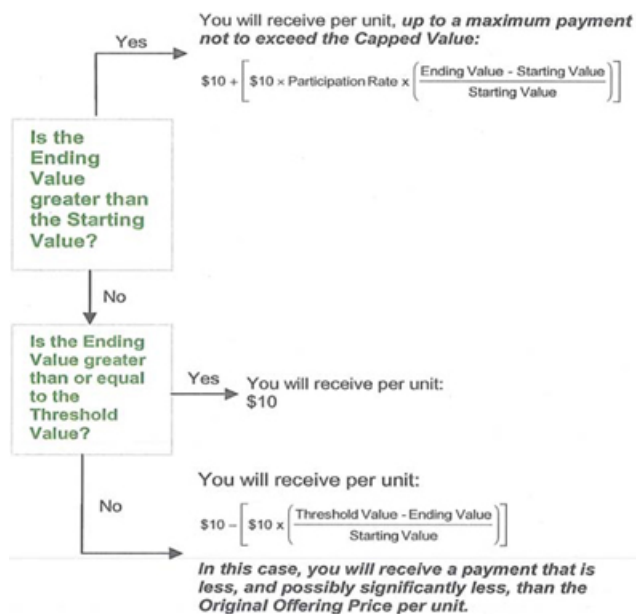 You will receive per unit, up to a maximum payment
not to exceed the Capped Value:
Yes
$10 + [ $10 × Participation Rate x ( Ending Value - Starting Value / Starting Value ) ]
Is the
Ending
Value
greater than
the Starting
Value?
No
Is the Ending
Value greater
than or equal
to the
Threshold
Value?
Yes
You will receive per unit:
$10
You will receive per unit:
No
$10 – [ $10 x ( Threshold Value - Ending Value / Starting Value ) ]
In this case, you will receive a payment that is
less, and possibly significantly less, than the
Original Offering Price per unit.